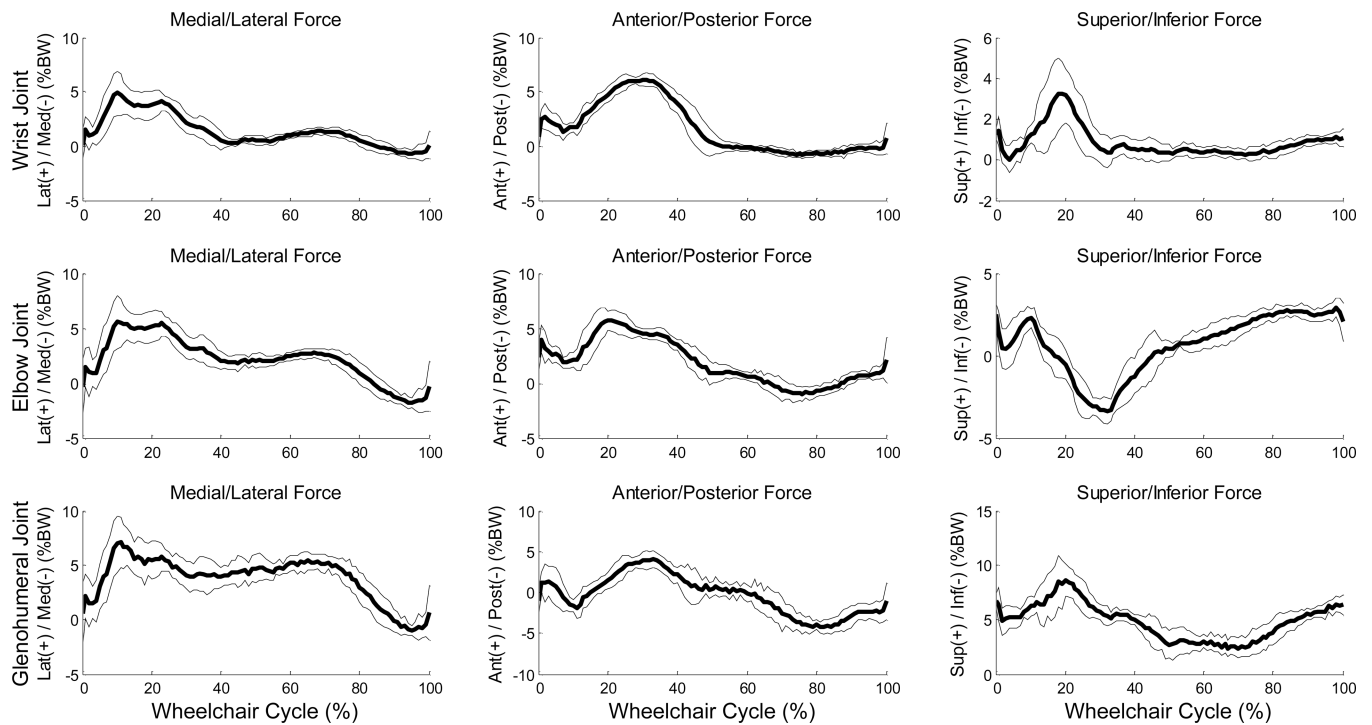 Medial/Lateral Force
Anterior/Posterior Force
Superior/Inferior Force
Wrist Joint
Lat(+) / Med(-) (%BW)
10
5
0
-5
0 20 40 60 80 100
Ant(+) / Post(-) (%BW)
10
5
0
-5
0 20 40 60 80 100
Sup(+) / Inf(-) (%BW)
6
4
2
0
-2
0 20 40 60 80 100
Medial/Lateral Force
Anterior/Posterior Force
Superior/Inferior Force
Elbow Joint
Lat(+) / Med(-) (%BW)
10
5
0
-5
0 20 40 60 80 100
Ant(+) / Post(-) (%BW)
10
5
0
-5
0 20 40 60 80 100
Sup(+) / Inf(-) (%BW)
5
0
-5
0 20 40 60 80 100
Medial/Lateral Force
Anterior/Posterior Force
Superior/Inferior Force
Glenohumeral Joint
Lat(+) / Med(-) (%BW)
10
5
0
-5
0 20 40 60 80 100
Wheelchair Cycle (%)
Ant(+) / Post(-) (%BW)
10
5
0
-5
-10
0 20 40 60 80 100
Wheelchair Cycle (%)
Sup(+) / Inf(-) (%BW)
15
10
5
0
0 20 40 60 80 100
Wheelchair Cycle (%)